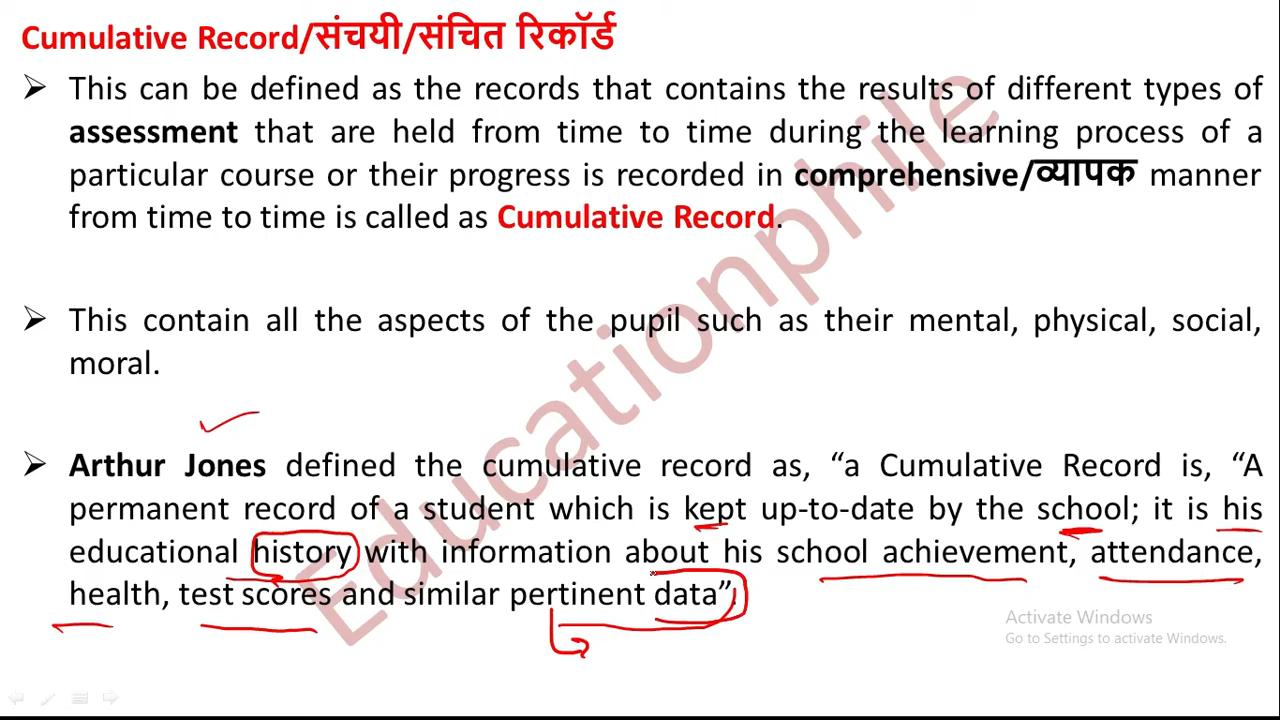 Cumulative Record/संचयी/संचित रिकॉर्ड
➢ This can be defined as the records that contains the results of different types of
assessment that are held from time to time during the learning process of a
particular course or their progress is recorded in comprehensive/व्यापक manner
from time to time is called as Cumulative Record.
➢ This contain all the aspects of the pupil such as their mental, physical, social,
moral.
➢ Arthur Jones defined the cumulative record as, “a Cumulative Record is, “A
permanent record of a student which is kept up-to-date by the school; it is his
educational history with information about his school achievement, attendance,
health, test scores and similar pertinent data”.
Educationphile
Activate Windows
Go to Settings to activate Windows.